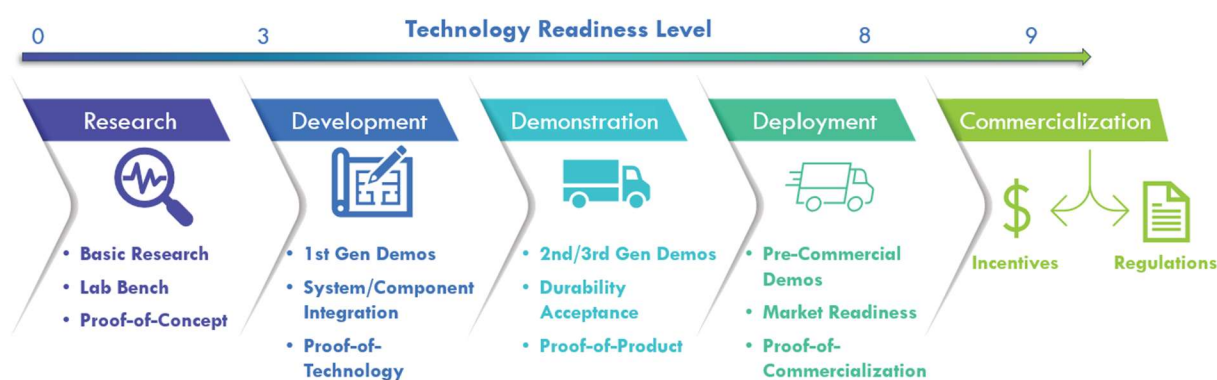 Technology Readiness Level
0
3
8
9
Research
Development
Demonstration
Deployment
Commercialization
• Basic Research
• Lab Bench
• Proof-of-Concept
• 1st Gen Demos
• System/Component
Integration
• Proof-of-
Technology
• 2nd/3rd Gen Demos
• Durability
Acceptance
• Proof-of-Product
• Pre-Commercial
Demos
• Market Readiness
• Proof-of-
Commercialization
$
Incentives
Regulations